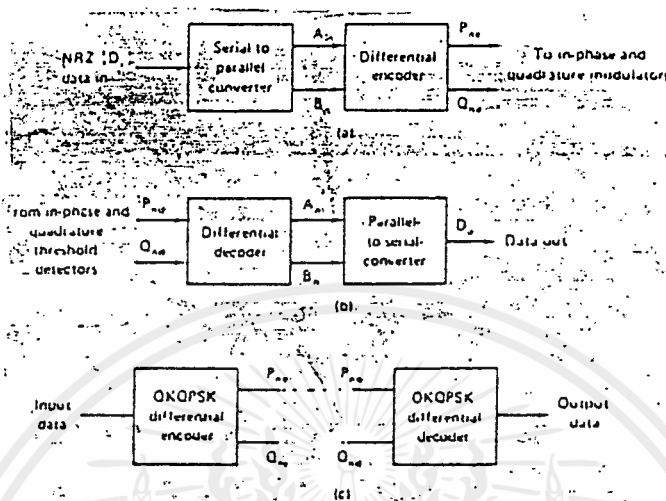 NRZ D
data in
Serial to
parallel
converter
A
B
Differential
encoder
P
Q
To in-phase and
quadrature modulators
(a)
From in-phase and
quadrature
threshold
detectors
P
Q
Differential
decoder
A
B
Parallel-
to serial-
converter
D
Data out
(b)
Input
data
OKQPSK
differential
encoder
P
Q
P
Q
OKQPSK
differential
decoder
Output
data
(c)